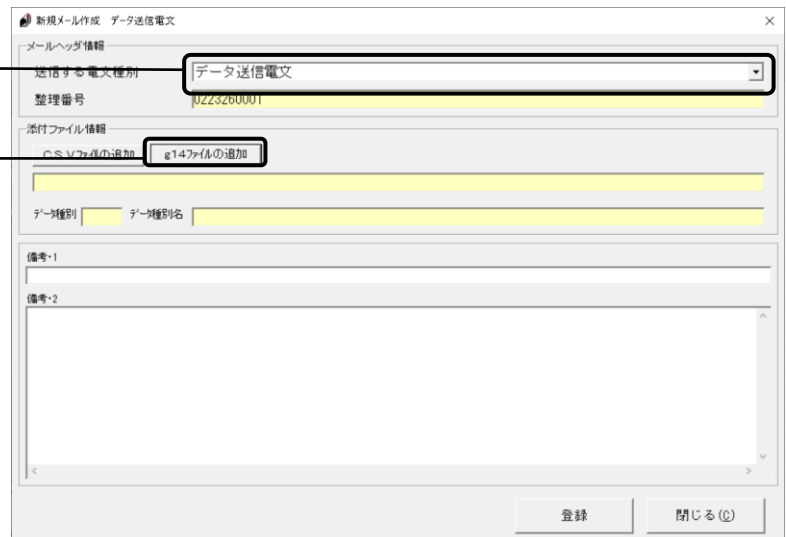 新規メール作成 データ送信電文
メールヘッダ情報
送信する電文種別 データ送信電文
整理番号 0223260001
添付ファイル情報
ＣＳＶﾌｧｲﾙの追加 g14ﾌｧｲﾙの追加
ﾃﾞｰﾀ種別 ﾃﾞｰﾀ種別名
備考・1
備考・2
登録 閉じる(C)